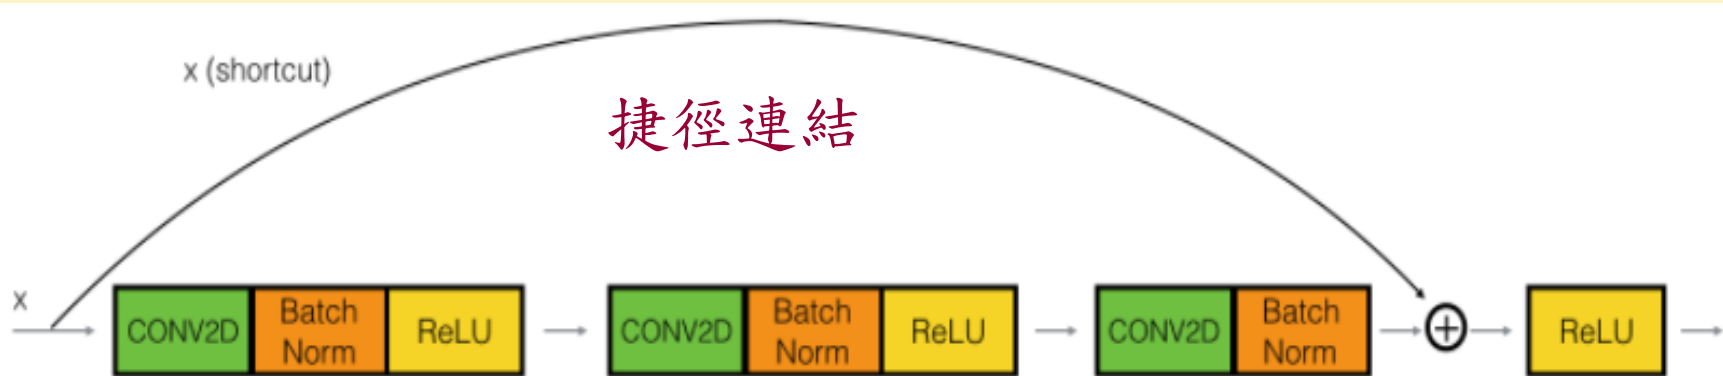 x (shortcut)
捷徑連結
x
CONV2D
Batch
Norm
ReLU
CONV2D
Batch
Norm
ReLU
CONV2D
Batch
Norm
+
ReLU